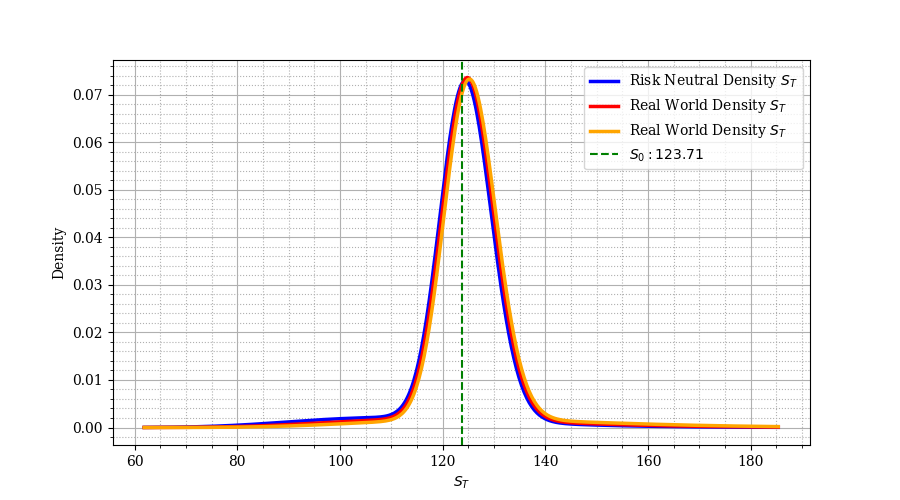 Risk Neutral Density S_T
Real World Density S_T
Real World Density S_T
S_0 : 123.71
Density
0.07
0.06
0.05
0.04
0.03
0.02
0.01
0.00
60 80 100 120 140 160 180
S_T